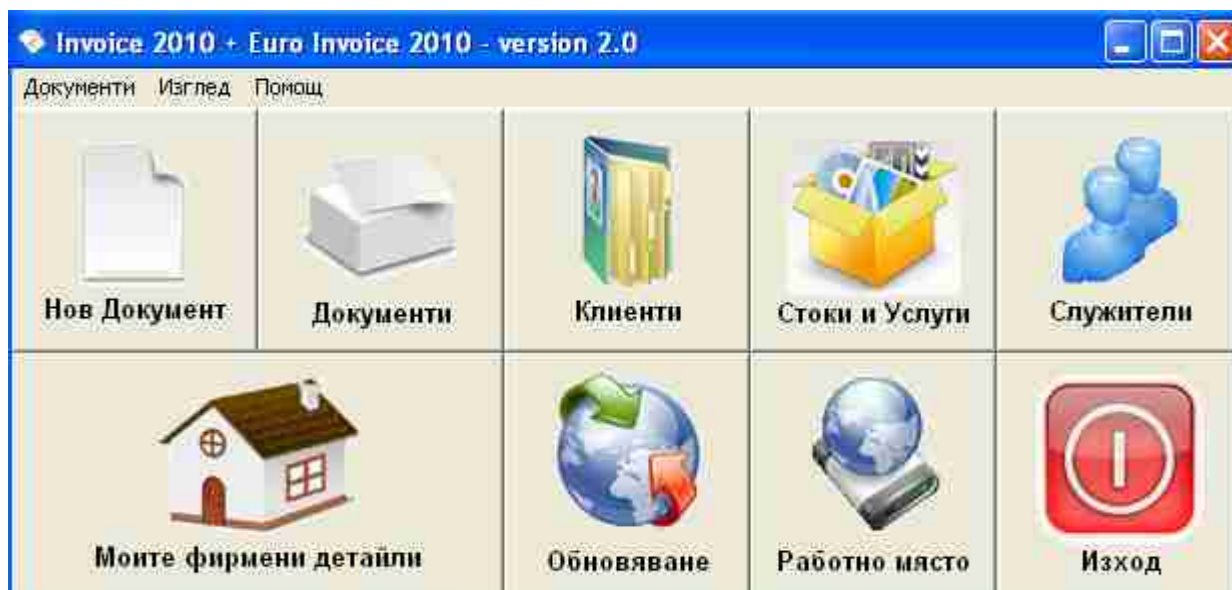 Invoice 2010 + Euro Invoice 2010 - version 2.0
Документи Изглед Помощ
Нов Документ
Документи
Клиенти
Стоки и Услуги
Служители
Моите фирмени детайли
Обновяване
Работно място
Изход